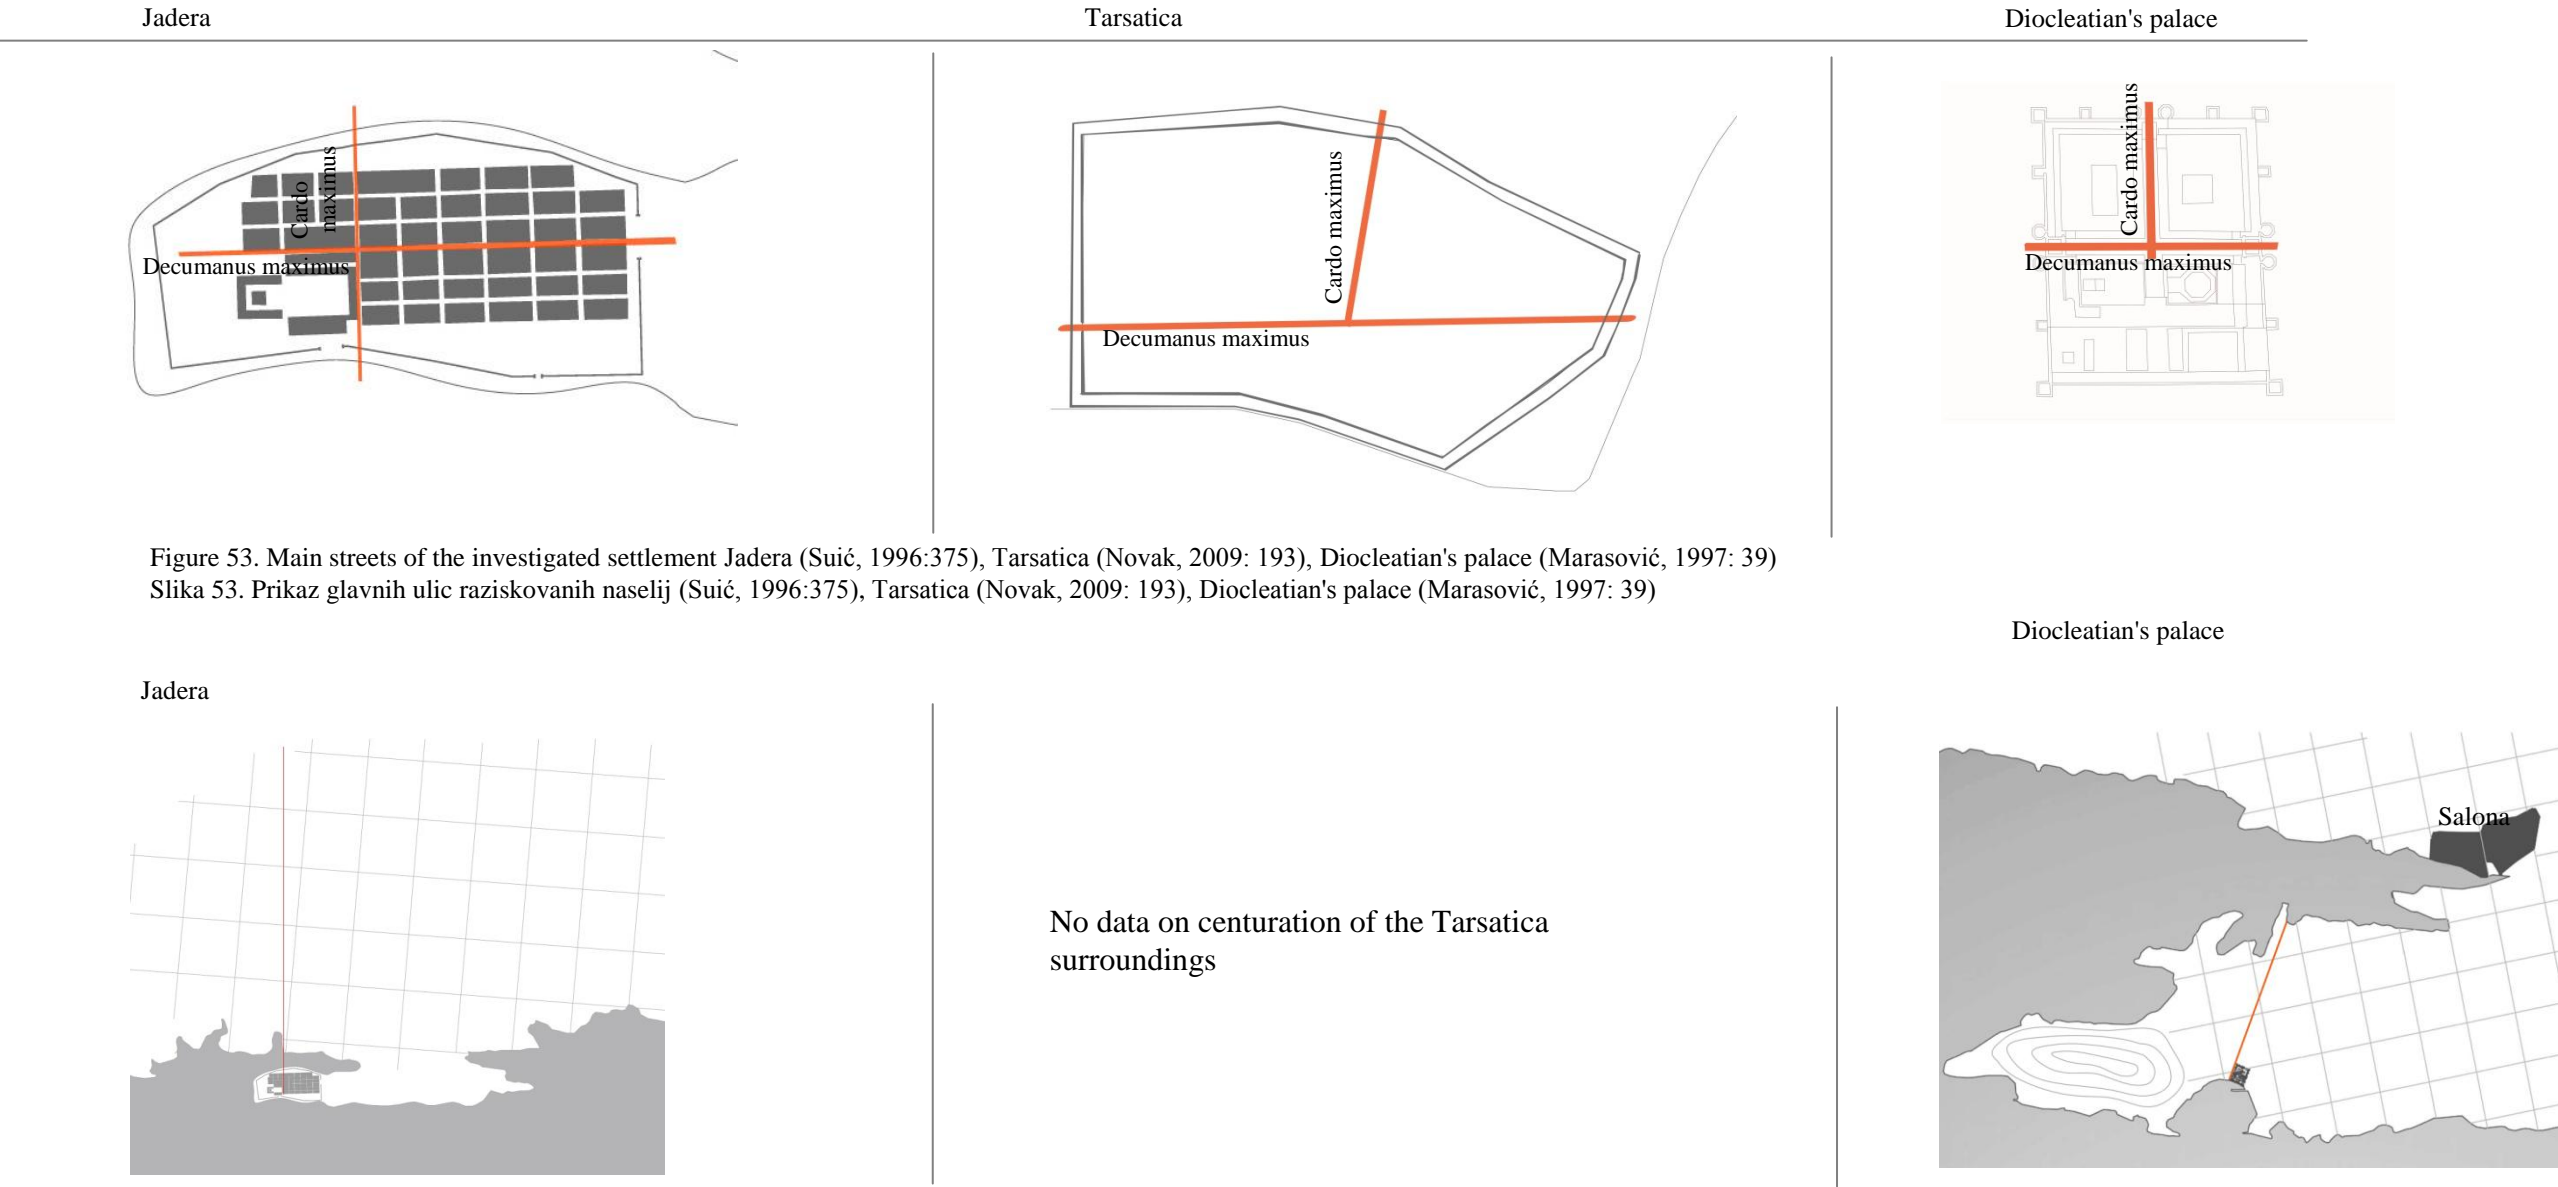 Jadera
Tarsatica
Diocleatian's palace
Cardo
maximus
Decumanus maximus
Cardo maximus
Decumanus maximus
Cardo maximus
Decumanus maximus
Figure 53. Main streets of the investigated settlement Jadera (Suić, 1996:375), Tarsatica (Novak, 2009: 193), Diocleatian's palace (Marasović, 1997: 39)
Slika 53. Prikaz glavnih ulic raziskovanih naselij (Suić, 1996:375), Tarsatica (Novak, 2009: 193), Diocleatian's palace (Marasović, 1997: 39)
Diocleatian's palace
Jadera
No data on centuration of the Tarsatica
surroundings
Salona